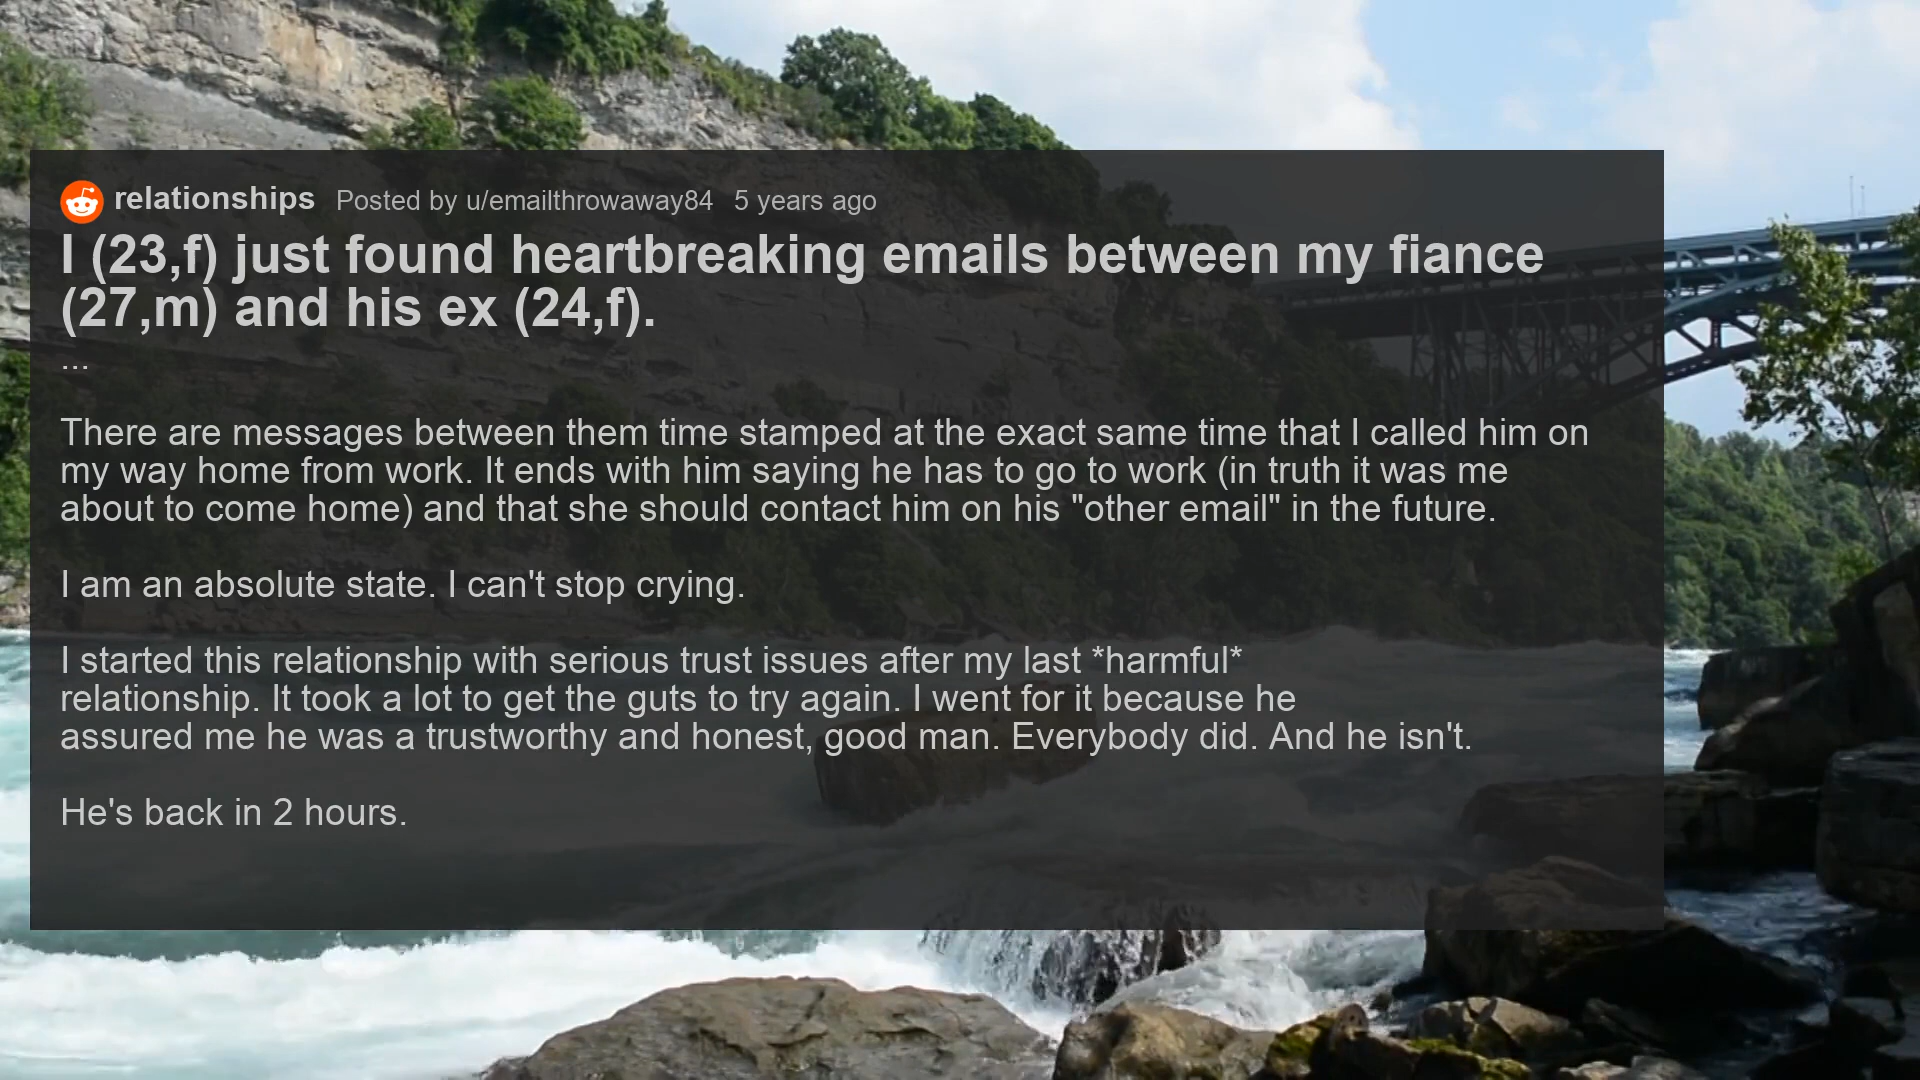 relationships Posted by u/emailthrowaway84 5 years ago
I (23,f) just found heartbreaking emails between my fiance
(27,m) and his ex (24,f).
...
There are messages between them time stamped at the exact same time that I called him on
my way home from work. It ends with him saying he has to go to work (in truth it was me
about to come home) and that she should contact him on his "other email" in the future.
I am an absolute state. I can't stop crying.
I started this relationship with serious trust issues after my last *harmful*
relationship. It took a lot to get the guts to try again. I went for it because he
assured me he was a trustworthy and honest, good man. Everybody did. And he isn't.
He's back in 2 hours.